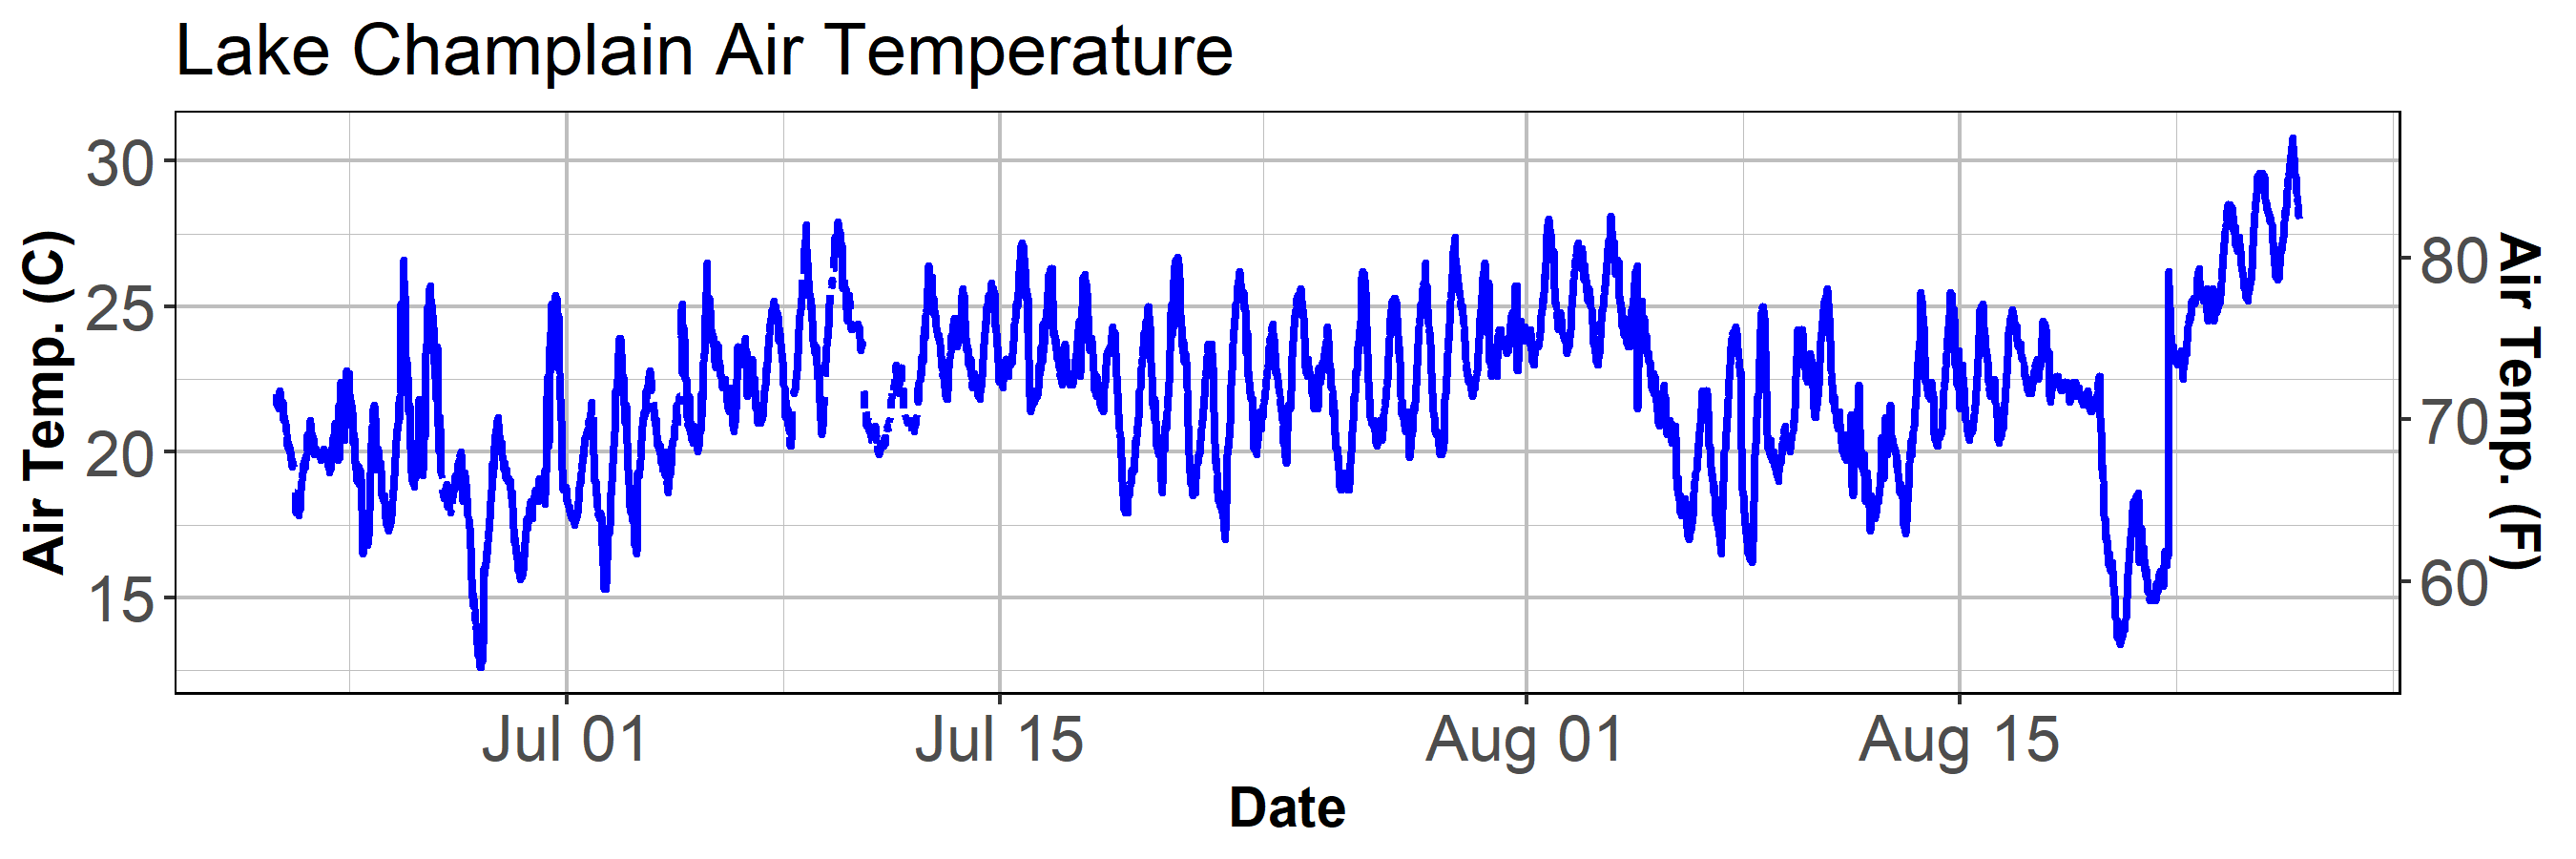 Lake Champlain Air Temperature
Air Temp. (C)
30
25
20
15
80
70
60
Air Temp. (F)
Jul 01
Jul 15
Aug 01
Aug 15
Date